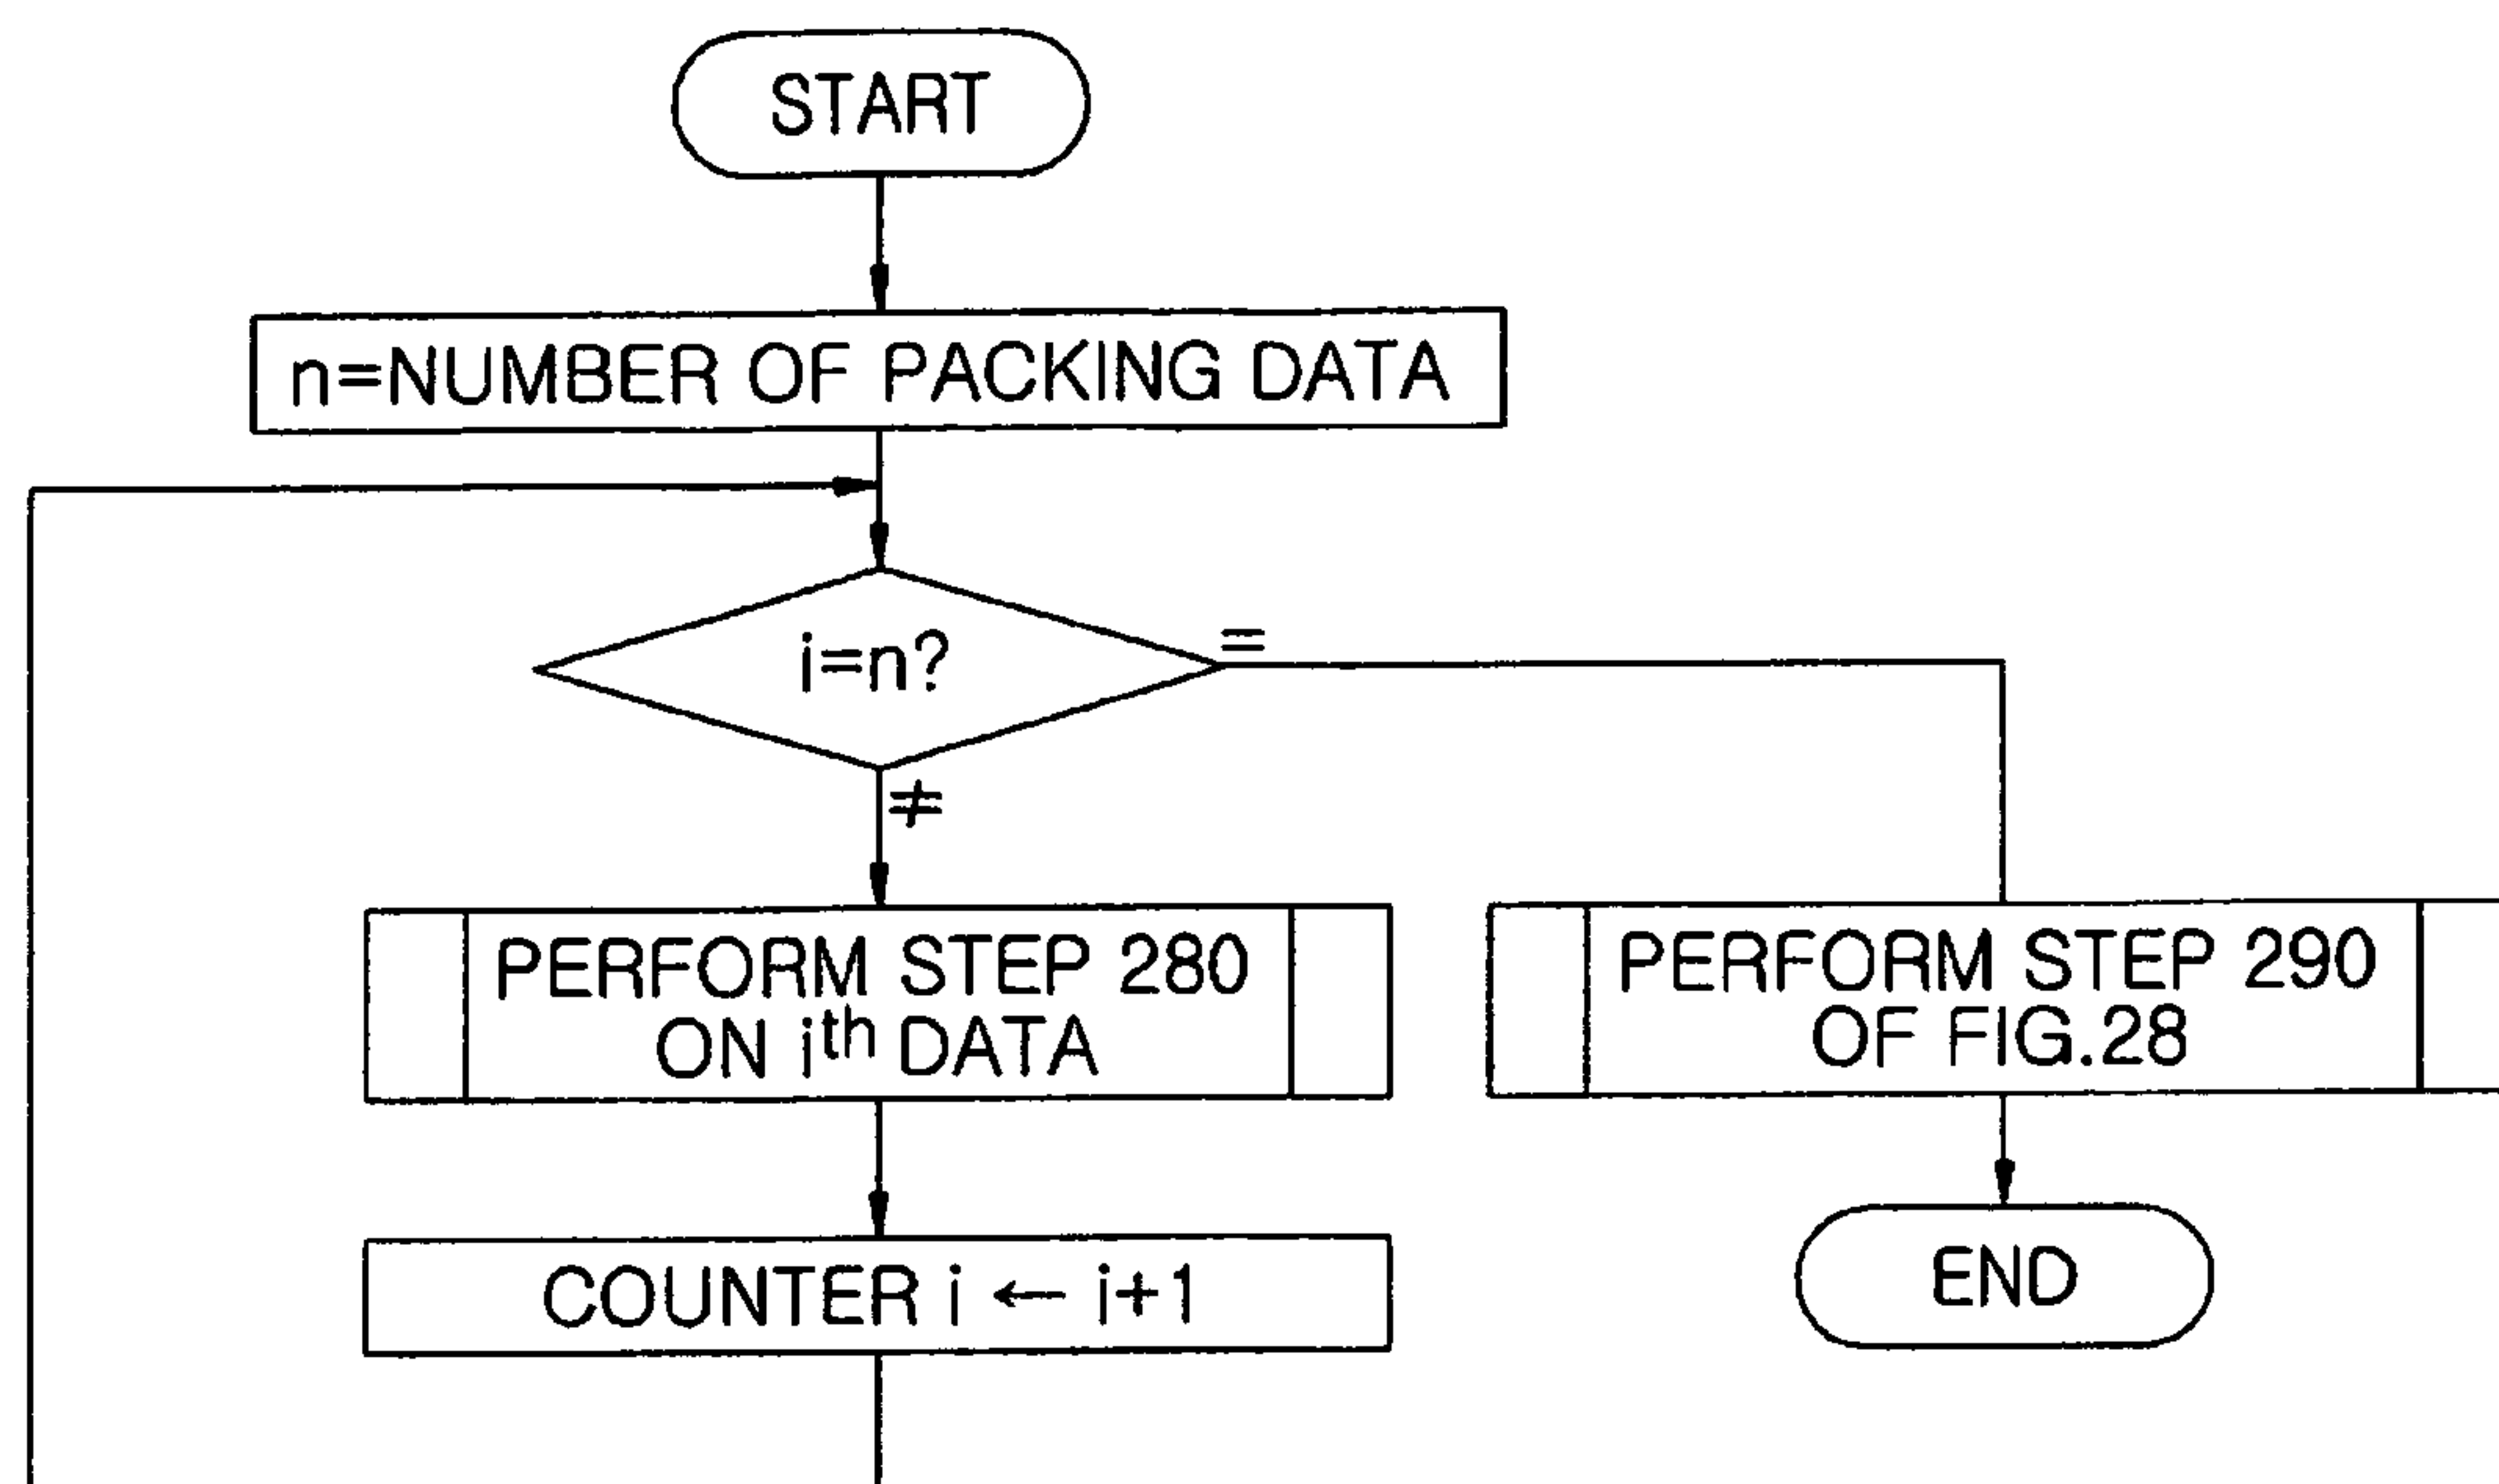 START
n=NUMBER OF PACKING DATA
i=n?
=
≠
PERFORM STEP 280
ON ith DATA
PERFORM STEP 290
OF FIG.28
COUNTER i ← i+1
END